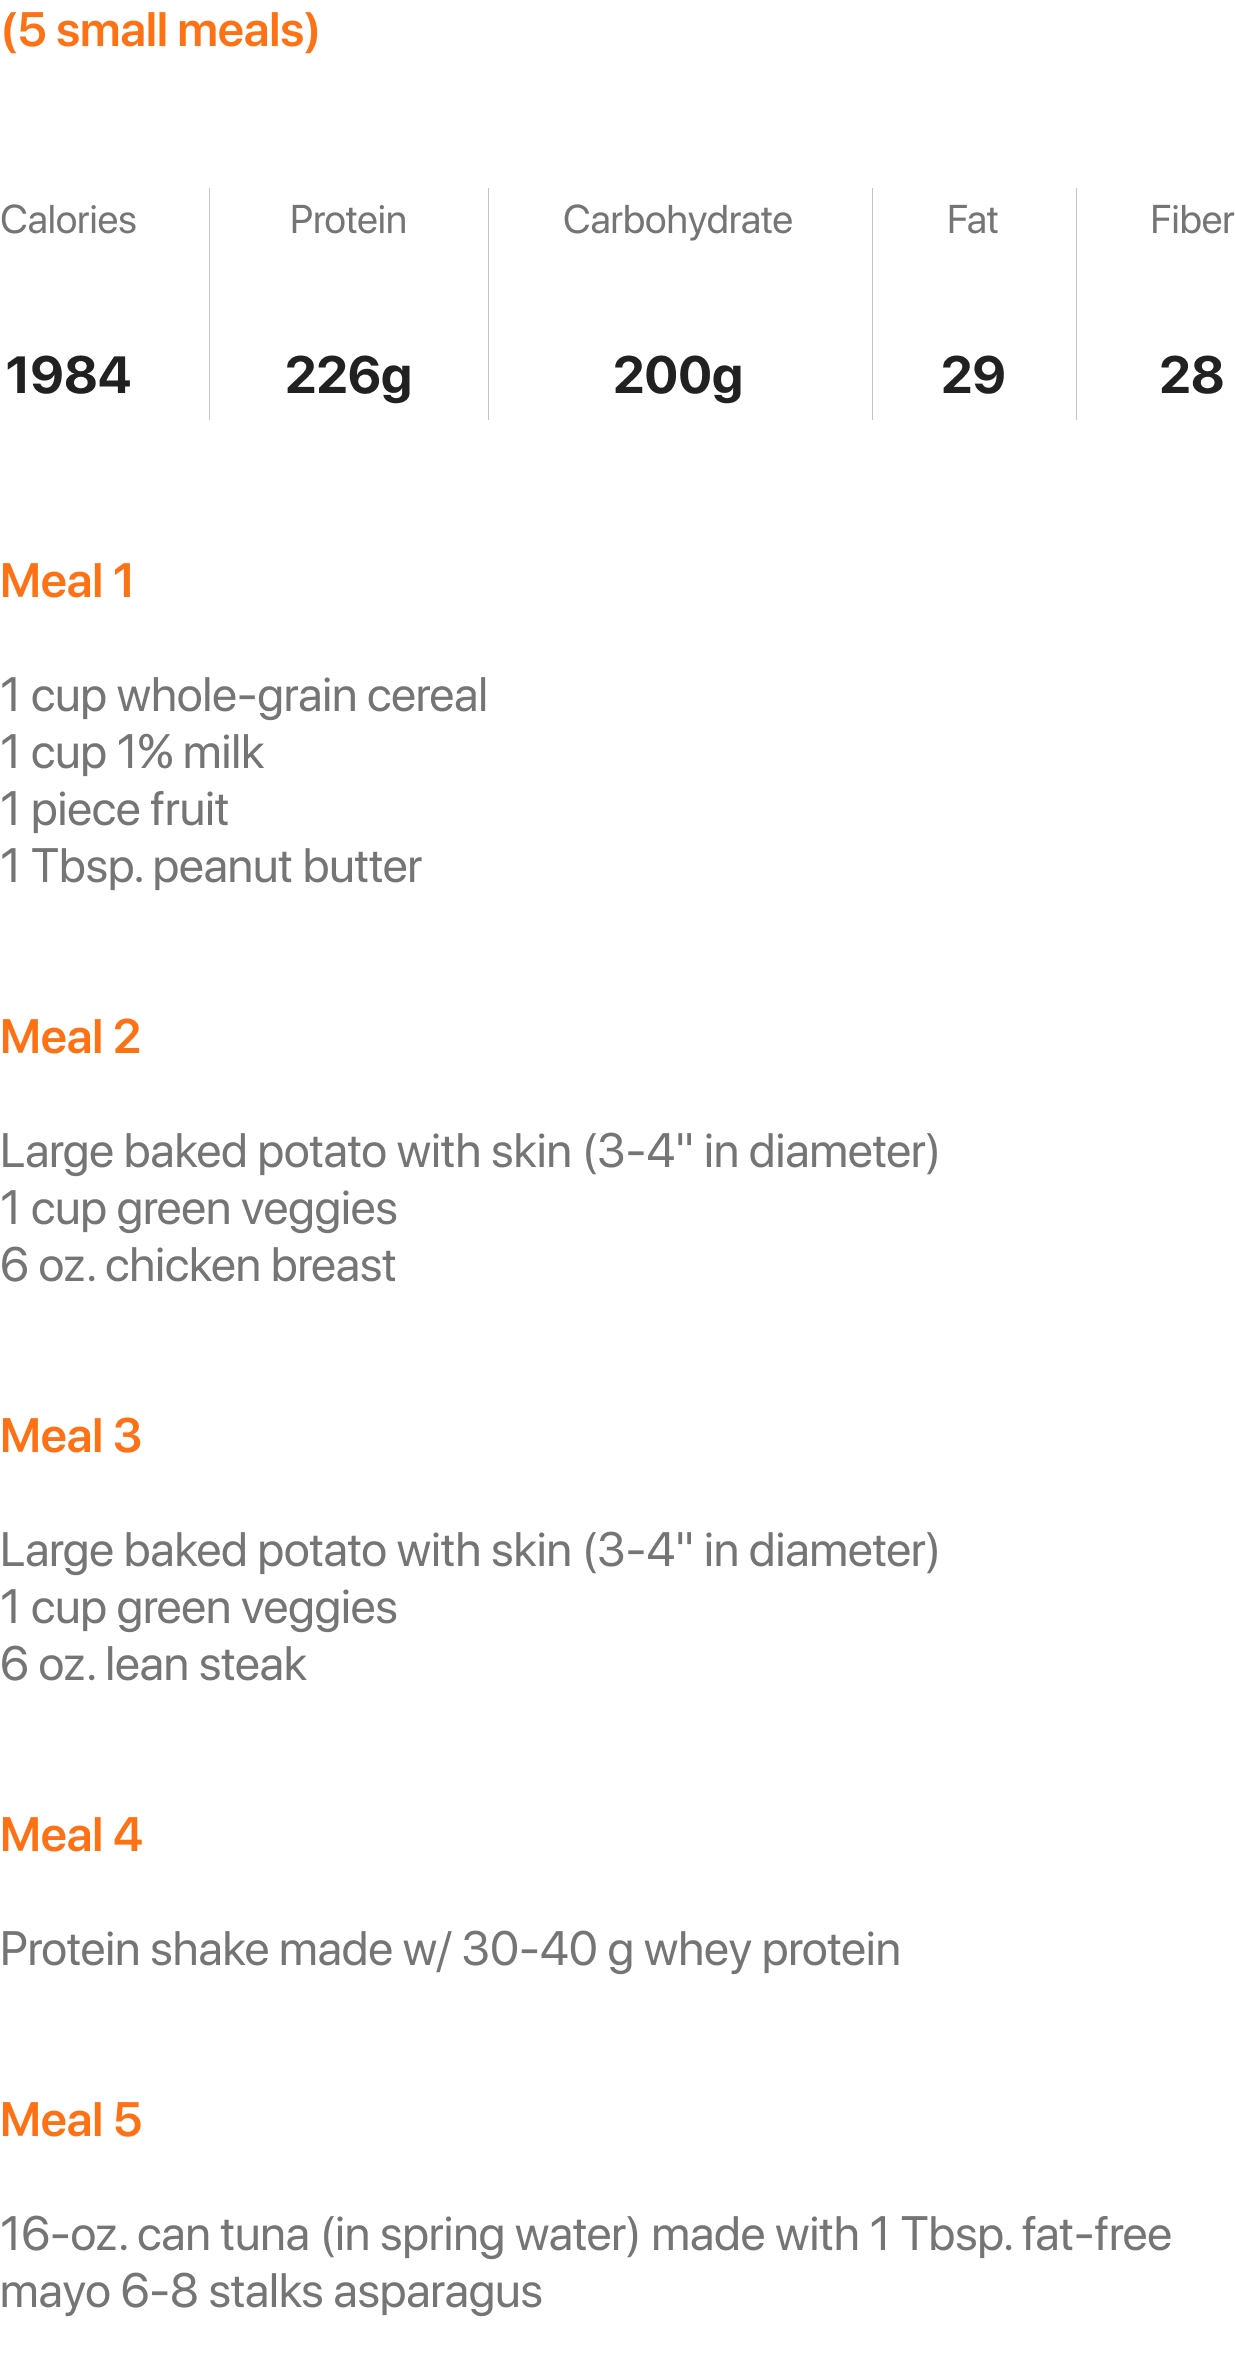 (5 small meals)
Calories Protein Carbohydrate Fat Fiber
1984 226g 200g 29 28
Meal 1
1 cup whole-grain cereal
1 cup 1% milk
1 piece fruit
1 Tbsp. peanut butter
Meal 2
Large baked potato with skin (3-4" in diameter)
1 cup green veggies
6 oz. chicken breast
Meal 3
Large baked potato with skin (3-4" in diameter)
1 cup green veggies
6 oz. lean steak
Meal 4
Protein shake made w/ 30-40 g whey protein
Meal 5
16-oz. can tuna (in spring water) made with 1 Tbsp. fat-free
mayo 6-8 stalks asparagus